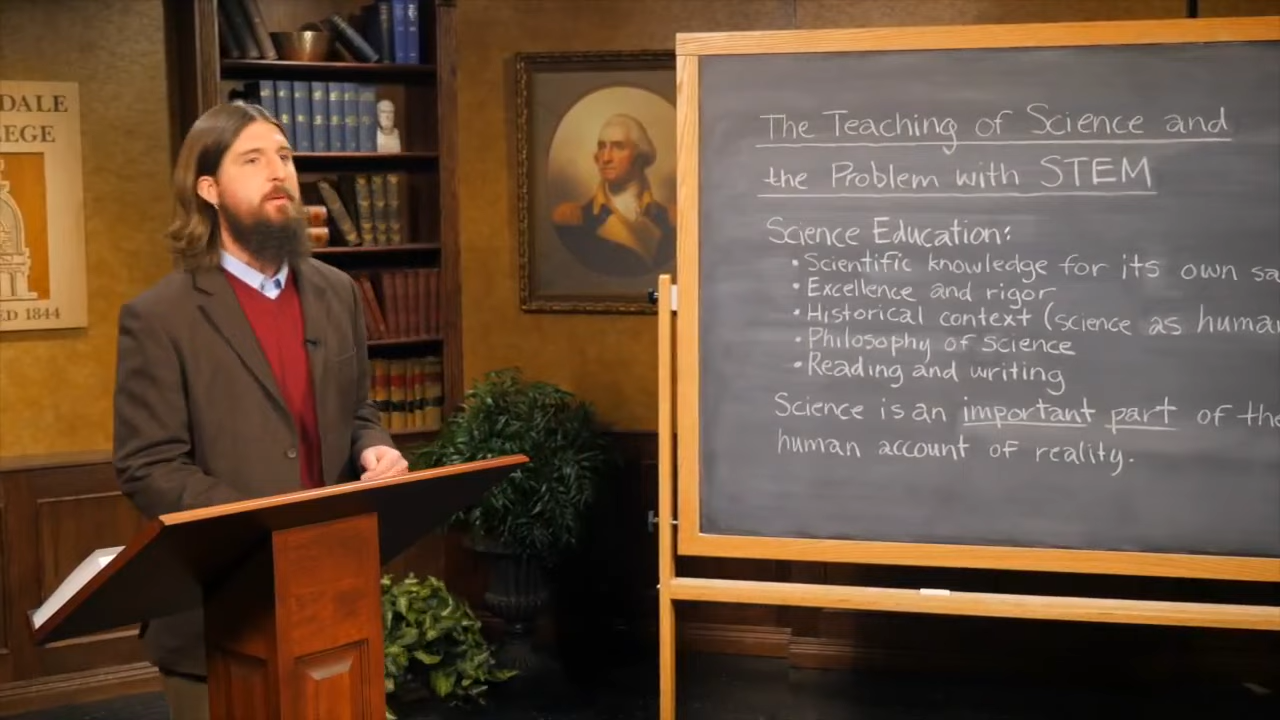 DALE
EGE
ED 1844
The Teaching of Science and
the Problem with STEM
Science Education:
• Scientific knowledge for its own sa
• Excellence and rigor
• Historical context (science as human
• Philosophy of science
• Reading and writing
Science is an important part of the
human account of reality.